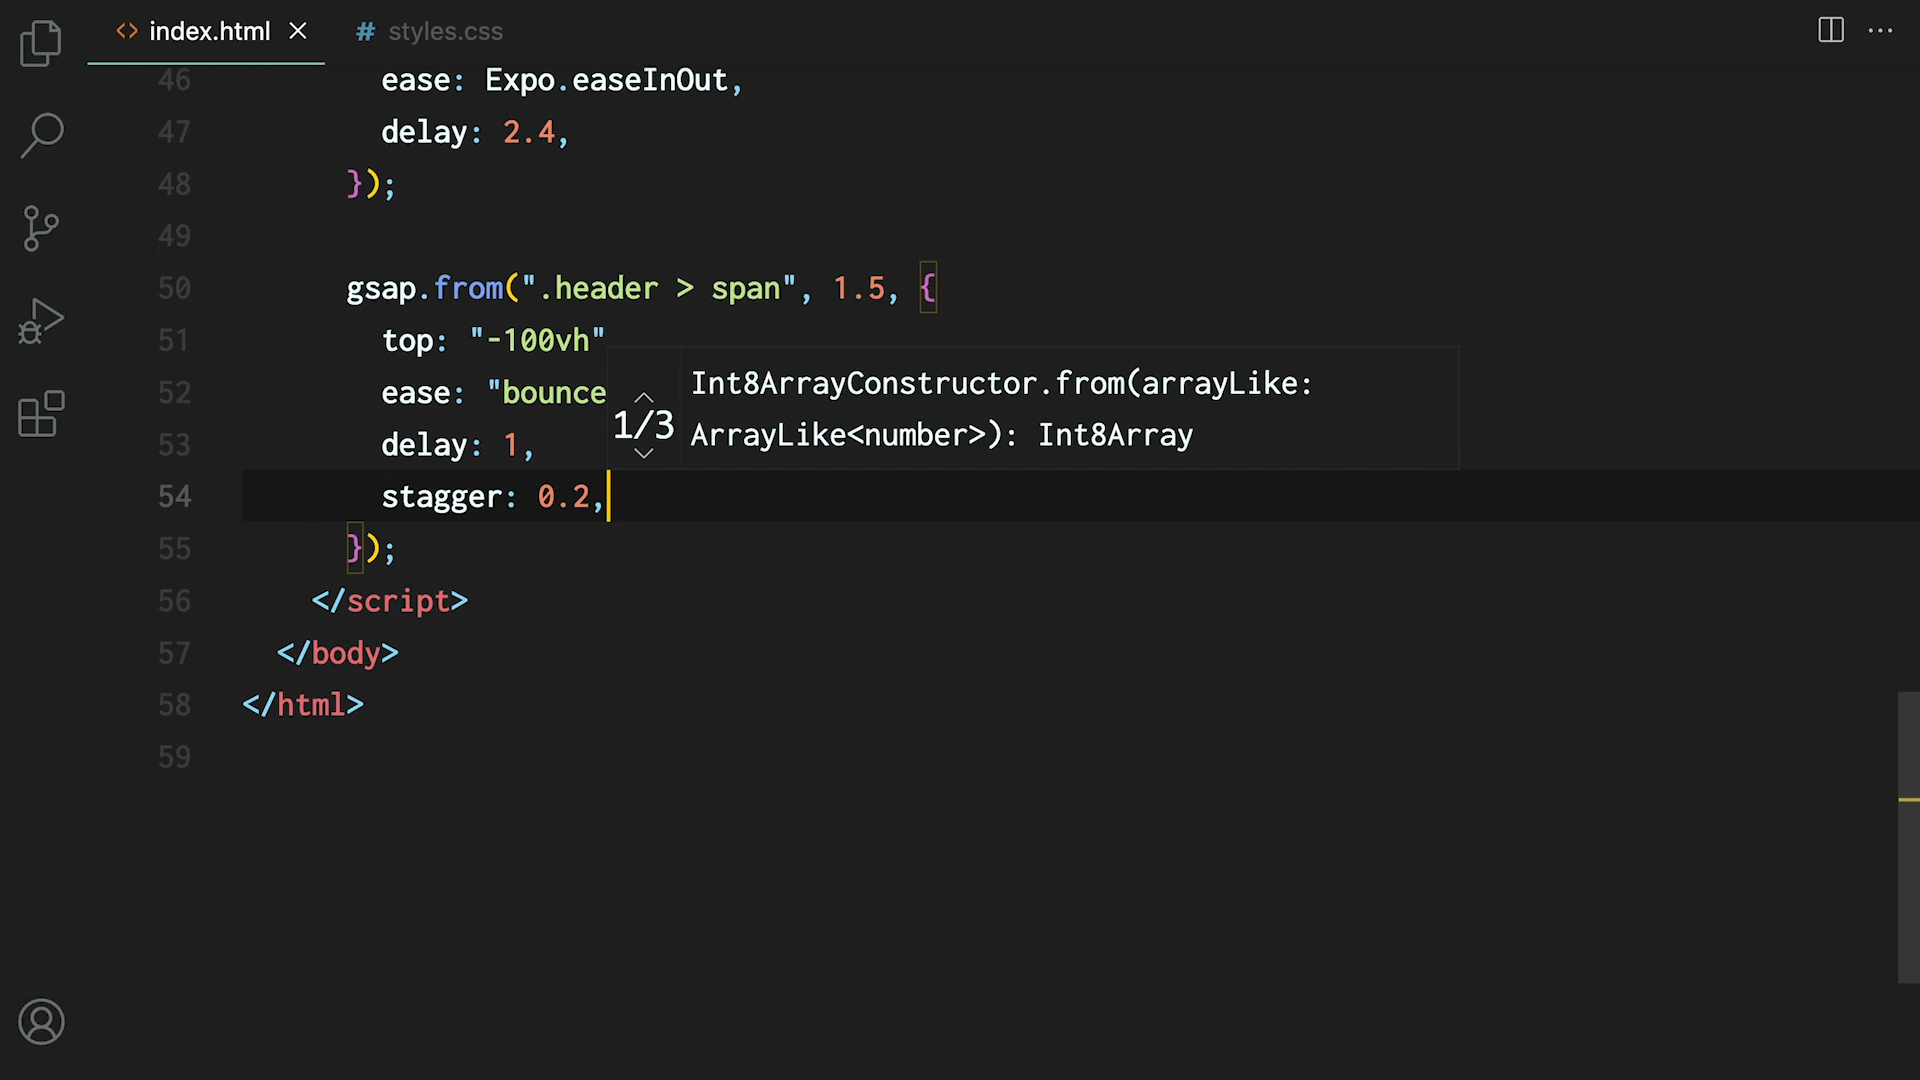 index.html
styles.css
46 ease: Expo.easeInOut,
47 delay: 2.4,
48 });
49
50 gsap.from(".header > span", 1.5, {
51 top: "-100vh"
52 ease: "bounce
53 delay: 1,
1/3
Int8ArrayConstructor.from(arrayLike:
ArrayLike<number>): Int8Array
54 stagger: 0.2,
55 });
56 </script>
57 </body>
58 </html>
59